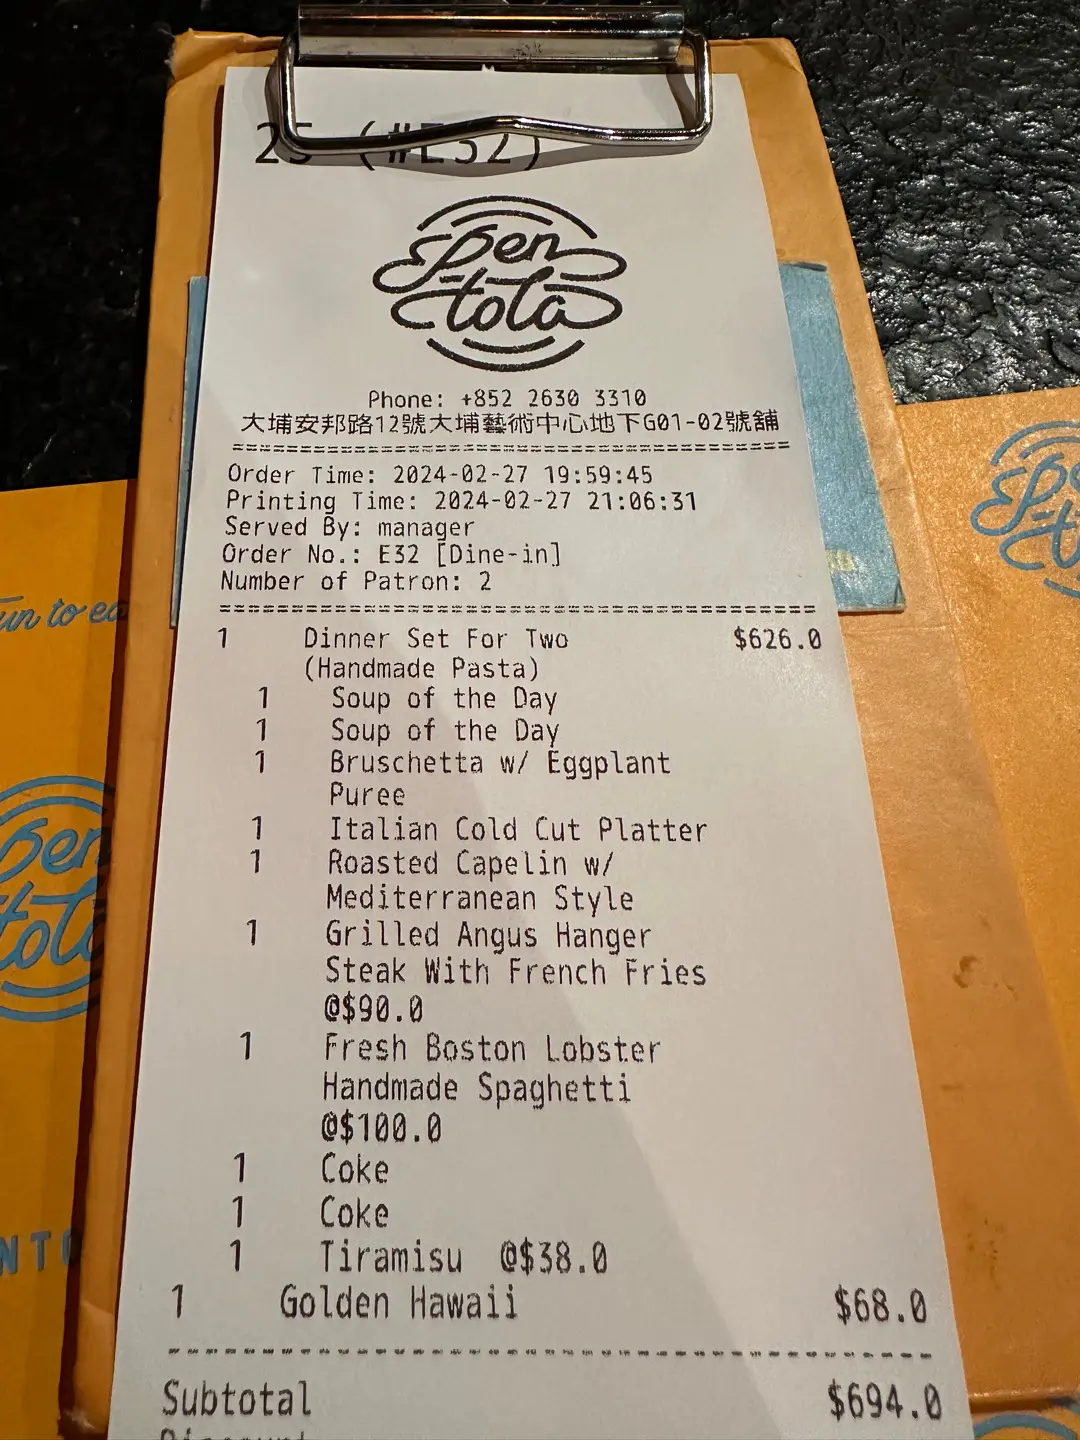 25 (#E32)
Pen
tola
Phone: +852 2630 3310
大埔安邦路12號大埔藝術中心地下G01-02號舖
Order Time: 2024-02-27 19:59:45
Printing Time: 2024-02-27 21:06:31
Served By: manager
Order No.: E32 [Dine-in]
Number of Patron: 2
1 Dinner Set For Two $626.0
(Handmade Pasta)
1 Soup of the Day
1 Soup of the Day
1 Bruschetta w/ Eggplant
Puree
1 Italian Cold Cut Platter
1 Roasted Capelin w/
Mediterranean Style
1 Grilled Angus Hanger
Steak With French Fries
@$90.0
1 Fresh Boston Lobster
Handmade Spaghetti
@$100.0
1 Coke
1 Coke
1 Tiramisu @$38.0
1 Golden Hawaii $68.0
Subtotal $694.0
to
Pen
tola